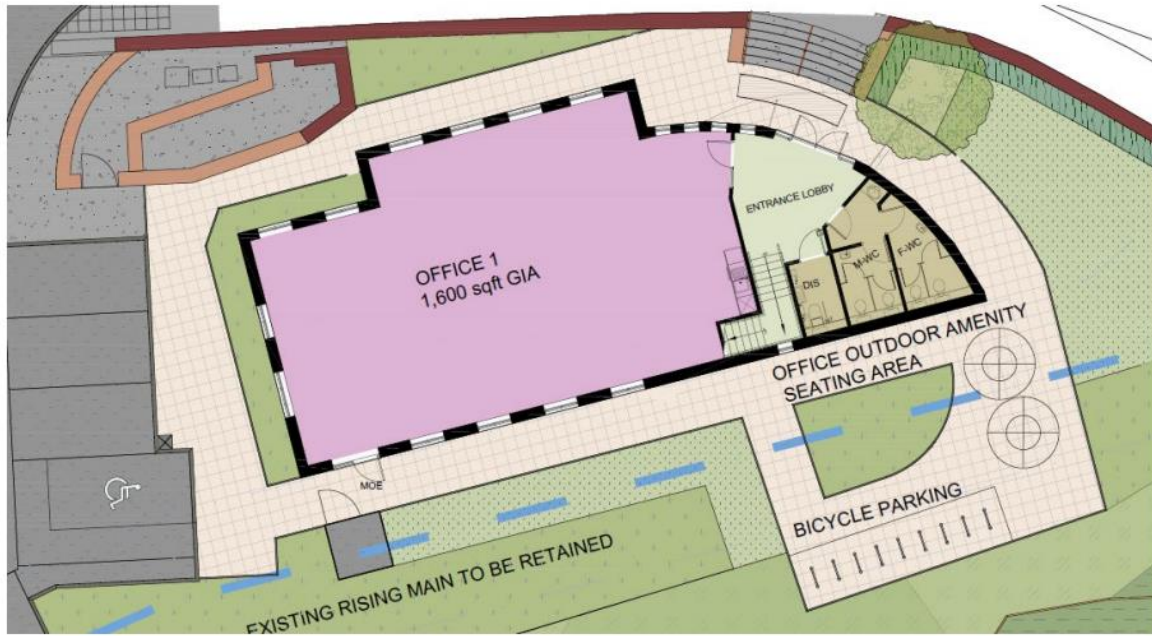 OFFICE 1
1,600 sqft GIA
ENTRANCE LOBBY
DIS
M-WC
F-WC
OFFICE OUTDOOR AMENITY
SEATING AREA
MOE
BICYCLE PARKING
EXISTING RISING MAIN TO BE RETAINED